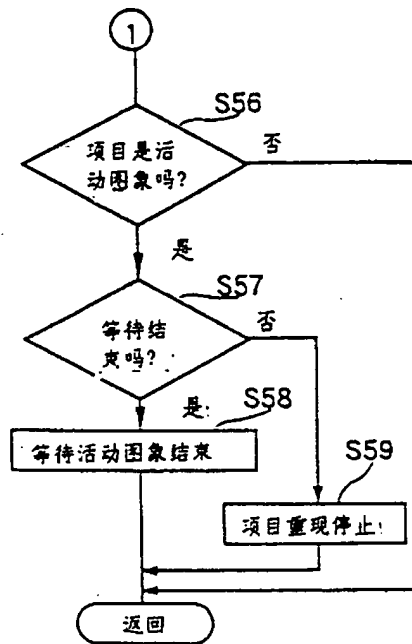 1
S56
项目是活
动图象吗?
否
是
S57
等待结
束吗?
否
是:
S58
等待活动图象结束
S59
项目重现停止:
返回